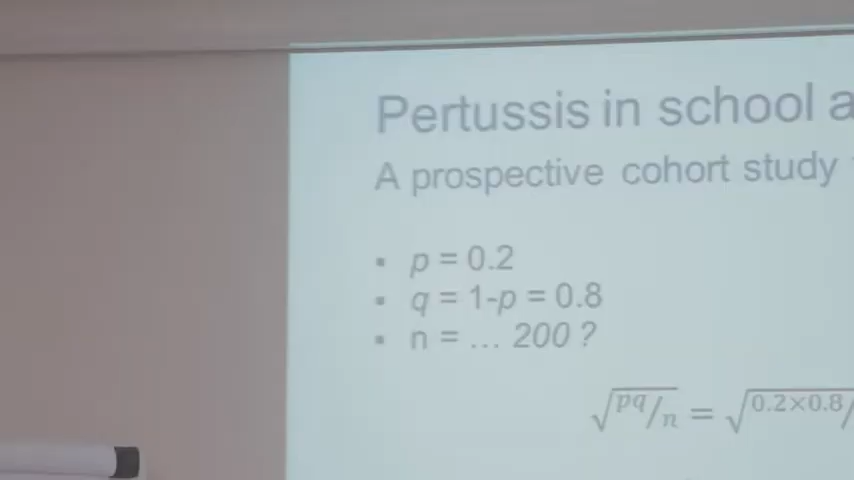 Pertussis in school a
A prospective cohort study
▪ p = 0.2
▪ q = 1-p = 0.8
▪ n = ... 200 ?
√pq/n = √0.2×0.8/